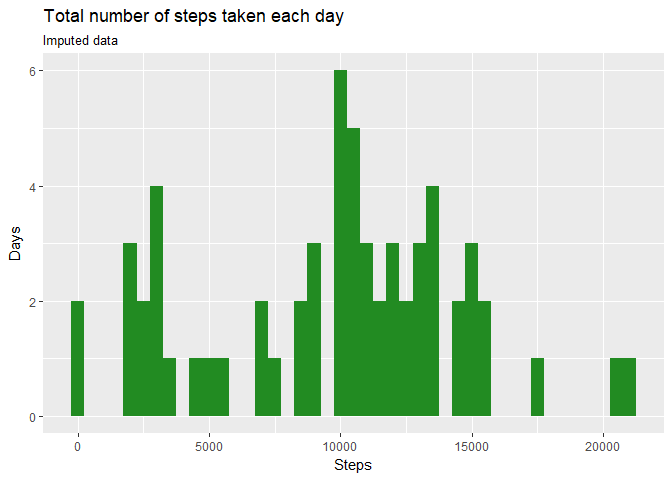 Total number of steps taken each day
Imputed data
6
4
2
0
Days
0 5000 10000 15000 20000
Steps